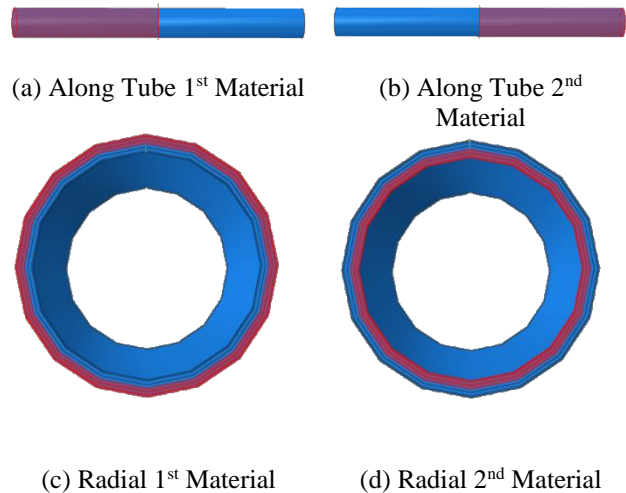 (a) Along Tube 1st Material
(b) Along Tube 2nd
Material
(c) Radial 1st Material
(d) Radial 2nd Material